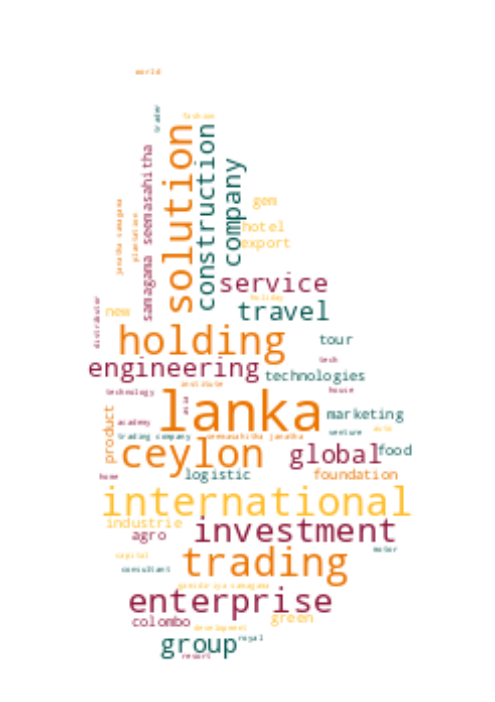 world
trader
fashion
solution
construction
company
samagama seemasahitha
janatha samagama
plantation
gem
hotel
export
service
holiday
travel
distributor
new
holding
tour
tech
engineering
technologies
institute
technology
house
asia
lanka
marketing
product
academy
venture
auto
trading company
seemasahitha janatha
ceylon
global
food
home
logistic
foundation
international
industrie
investment
agro
motor
capital
trading
consultant
enterprise
colombo
green
development
group
royal
resort